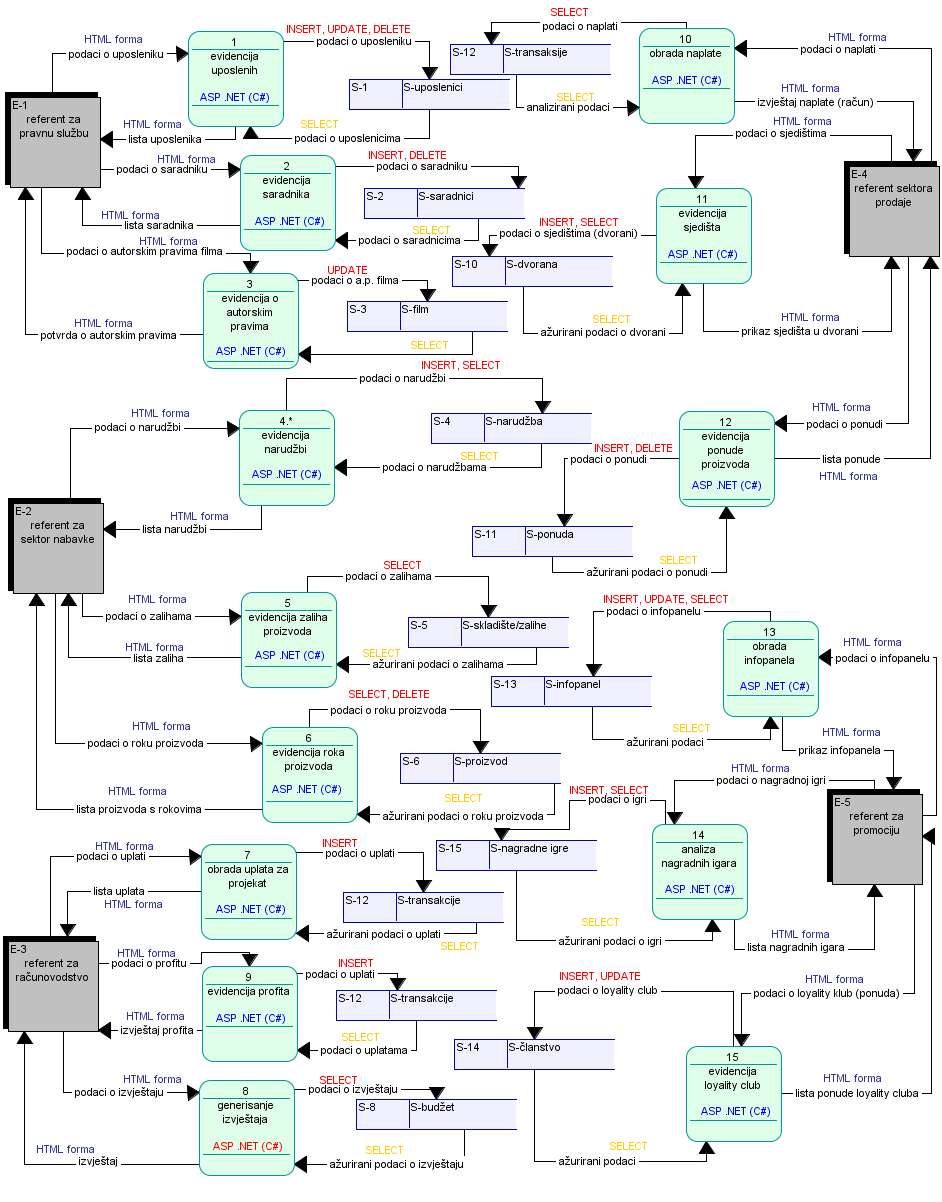 HTML forma
podaci o uposleniku
1
evidencija
uposlenih
ASP .NET (C#)
INSERT, UPDATE, DELETE
podaci o uposleniku
S-1
S-uposlenici
SELECT
podaci o uposlenicima
HTML forma
lista uposlenika
E-1
referent za
pravnu službu
HTML forma
podaci o saradniku
2
evidencija
saradnika
ASP .NET (C#)
INSERT, DELETE
podaci o saradniku
S-2
S-saradnici
SELECT
podaci o saradnicima
HTML forma
lista saradnika
HTML forma
podaci o autorskim pravima filma
3
evidencija o
autorskim
pravima
ASP .NET (C#)
UPDATE
podaci o a.p. filma
S-3
S-film
SELECT
HTML forma
potvrda o autorskim pravima
SELECT
podaci o naplati
S-12
S-transaksije
SELECT
analizirani podaci
10
obrada naplate
ASP .NET (C#)
HTML forma
podaci o naplati
HTML forma
izvještaj naplate (račun)
HTML forma
podaci o sjedištima
E-4
referent sektora
prodaje
11
evidencija
sjedišta
ASP .NET (C#)
INSERT, SELECT
podaci o sjedištima (dvorani)
S-10
S-dvorana
SELECT
ažurirani podaci o dvorani
HTML forma
prikaz sjedišta u dvorani
INSERT, SELECT
podaci o narudžbi
HTML forma
podaci o narudžbi
4.*
evidencija
narudžbi
ASP .NET (C#)
S-4
S-narudžba
SELECT
podaci o narudžbama
HTML forma
lista narudžbi
E-2
referent za
sektor nabavke
12
evidencija
ponude
proizvoda
ASP .NET (C#)
HTML forma
podaci o ponudi
lista ponude
HTML forma
INSERT, DELETE
podaci o ponudi
S-11
S-ponuda
SELECT
ažurirani podaci o ponudi
SELECT
podaci o zalihama
HTML forma
podaci o zalihama
5
evidencija zaliha
proizvoda
ASP .NET (C#)
S-5
S-skladište/zalihe
SELECT
ažurirani podaci o zalihama
HTML forma
lista zaliha
INSERT, UPDATE, SELECT
podaci o infopanelu
13
obrada
infopanela
ASP .NET (C#)
HTML forma
podaci o infopanelu
S-13
S-infopanel
SELECT
ažurirani podaci
HTML forma
prikaz infopanela
SELECT, DELETE
podaci o roku proizvoda
HTML forma
podaci o roku proizvoda
6
evidencija roka
proizvoda
ASP .NET (C#)
S-6
S-proizvod
SELECT
ažurirani podaci o roku proizvoda
HTML forma
lista proizvoda s rokovima
HTML forma
podaci o nagradnoj igri
INSERT, SELECT
podaci o igri
14
analiza
nagradnih igara
ASP .NET (C#)
S-15
S-nagradne igre
SELECT
ažurirani podaci o igri
HTML forma
lista nagradnih igara
E-5
referent za
promociju
HTML forma
podaci o uplati
7
obrada uplata za
projekat
ASP .NET (C#)
INSERT
podaci o uplati
S-12
S-transakcije
ažurirani podaci o uplati
SELECT
lista uplata
HTML forma
E-3
referent za
računovodstvo
HTML forma
podaci o profitu
9
evidencija profita
ASP .NET (C#)
INSERT
podaci o uplati
S-12
S-transakcije
SELECT
podaci o uplatama
HTML forma
izvještaj profita
HTML forma
podaci o izvještaju
8
generisanje
izvještaja
ASP .NET (C#)
SELECT
podaci o izvještaju
S-8
S-budžet
SELECT
ažurirani podaci o izvještaju
HTML forma
izvještaj
INSERT, UPDATE
podaci o loyality club
HTML forma
podaci o loyality klub (ponuda)
S-14
S-članstvo
15
evidencija
loyality club
ASP .NET (C#)
HTML forma
lista ponude loyality cluba
SELECT
ažurirani podaci